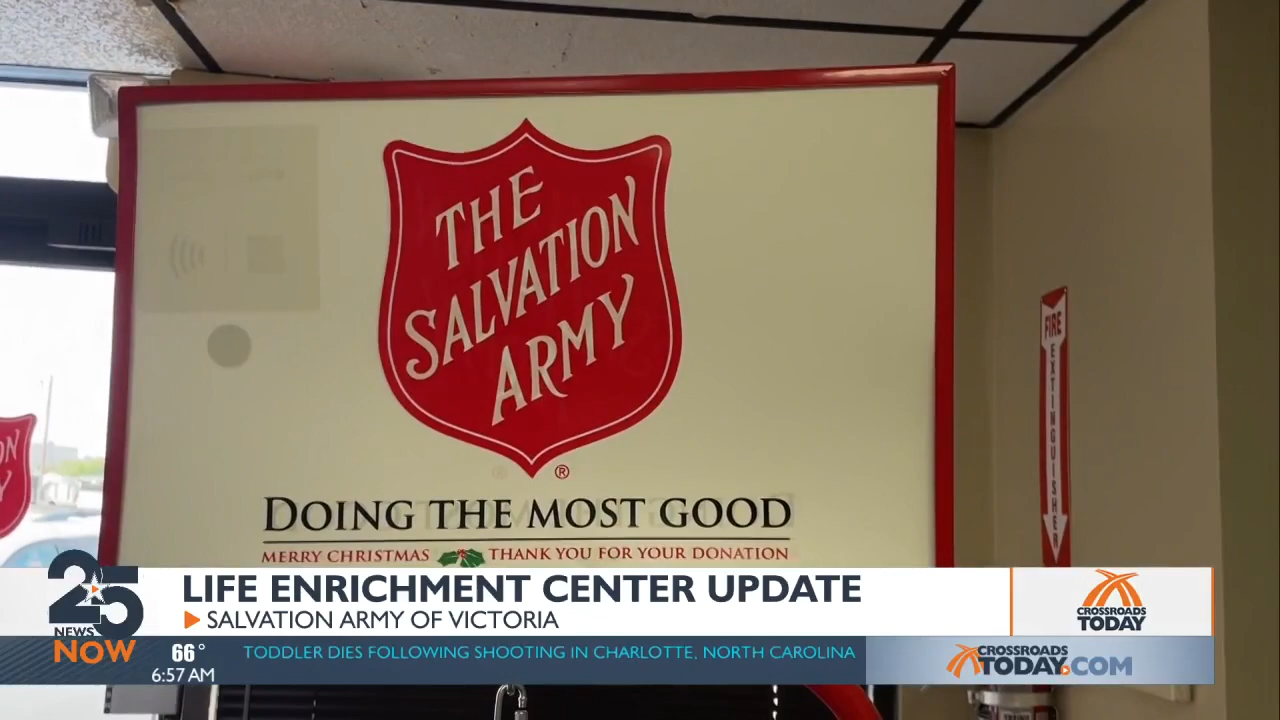 THE
SALVATION
ARMY
®
DOING THE MOST GOOD
MERRY CHRISTMAS THANK YOU FOR YOUR DONATION
FIRE
EXTINGUISHER
ON
Y
25
NEWS
NOW
LIFE ENRICHMENT CENTER UPDATE
SALVATION ARMY OF VICTORIA
CROSSROADS
TODAY
66°
6:57 AM
TODDLER DIES FOLLOWING SHOOTING IN CHARLOTTE, NORTH CAROLINA
CROSSROADS
TODAY.COM